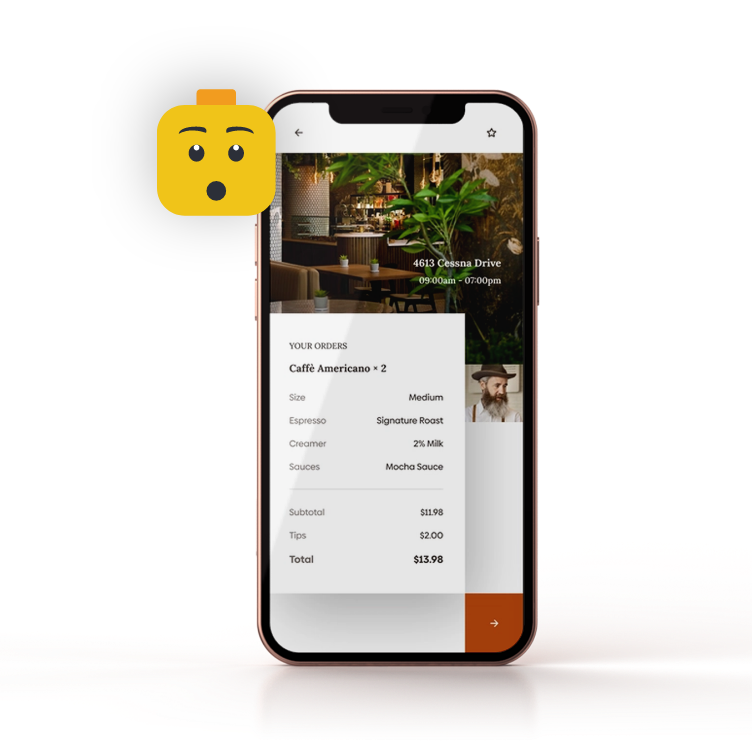 4613 Cessna Drive
09:00am - 07:00pm
YOUR ORDERS
Caffè Americano × 2
Size Medium
Espresso Signature Roast
Creamer 2% Milk
Sauces Mocha Sauce
Subtotal $11.98
Tips $2.00
Total $13.98